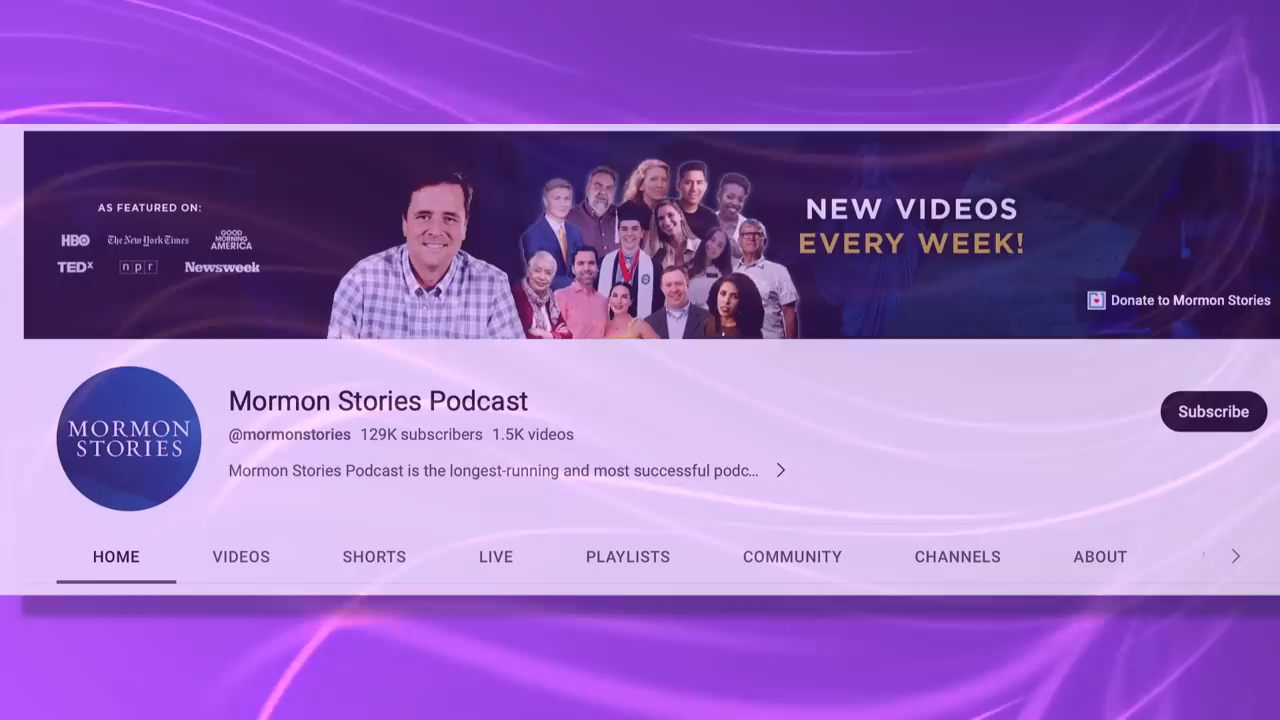 AS FEATURED ON:
HBO The New York Times GOOD MORNING AMERICA
TEDx npr Newsweek
NEW VIDEOS
EVERY WEEK!
Donate to Mormon Stories
MORMON
STORIES
Mormon Stories Podcast
@mormonstories 129K subscribers 1.5K videos
Mormon Stories Podcast is the longest-running and most successful podc...
Subscribe
HOME VIDEOS SHORTS LIVE PLAYLISTS COMMUNITY CHANNELS ABOUT